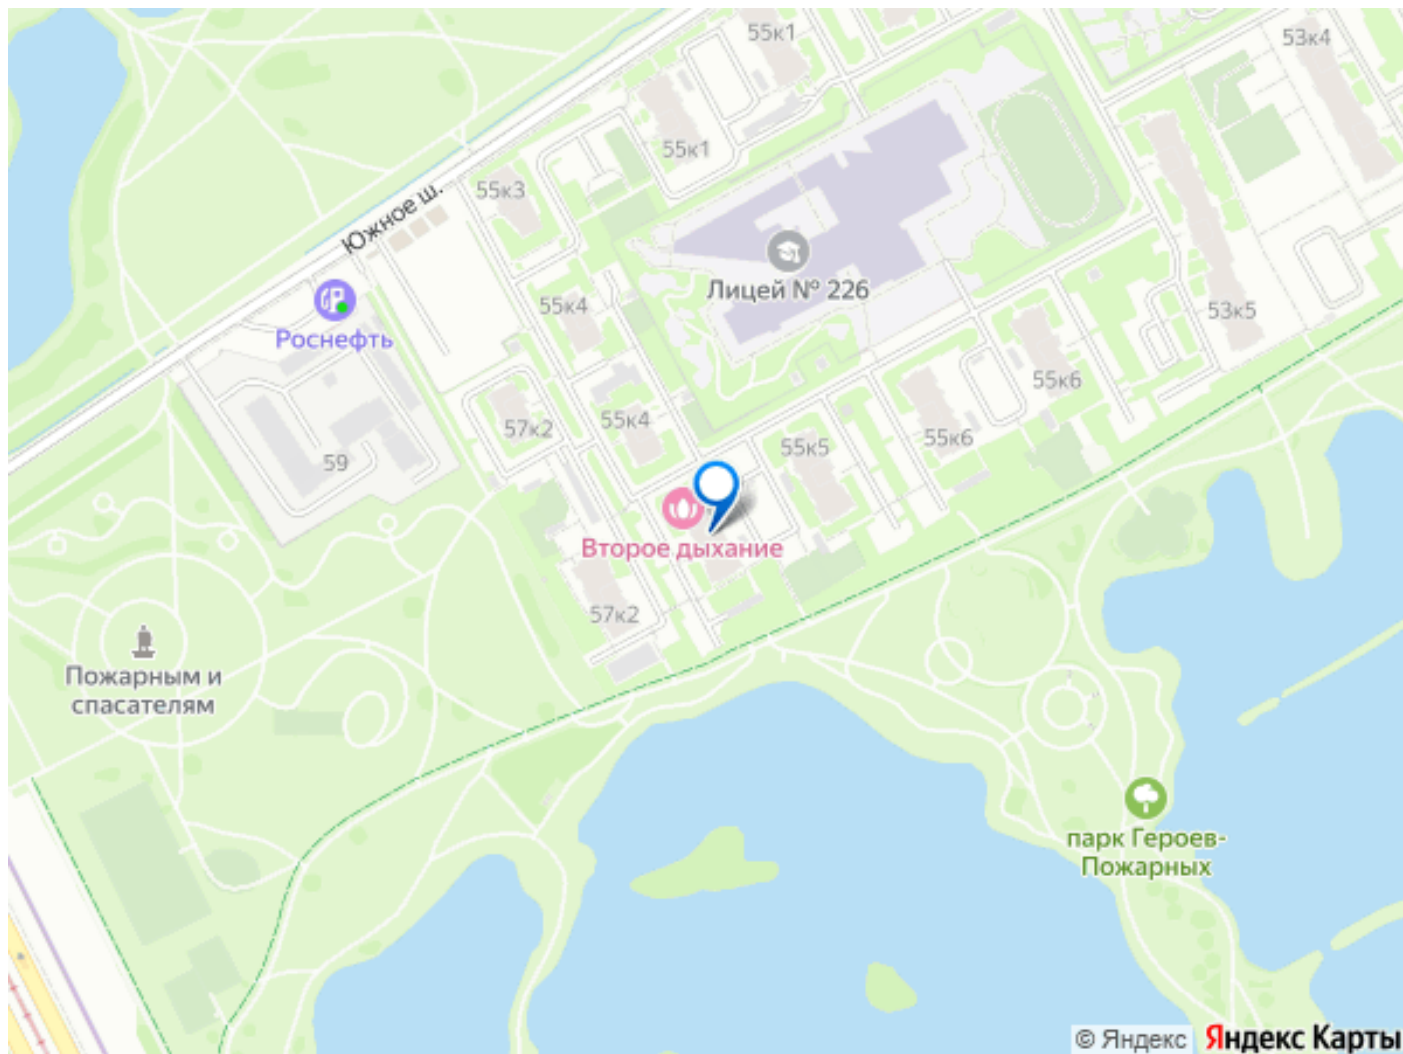 55к1
53к4
55к1
55к3
Южное ш.
Лицей № 226
55к4
Роснефть
53к5
55к6
55к4
57к2
55к5
55к6
59
Второе дыхание
57к2
Пожарным и
спасателям
парк Героев-
Пожарных
© Яндекс
Яндекс Карты